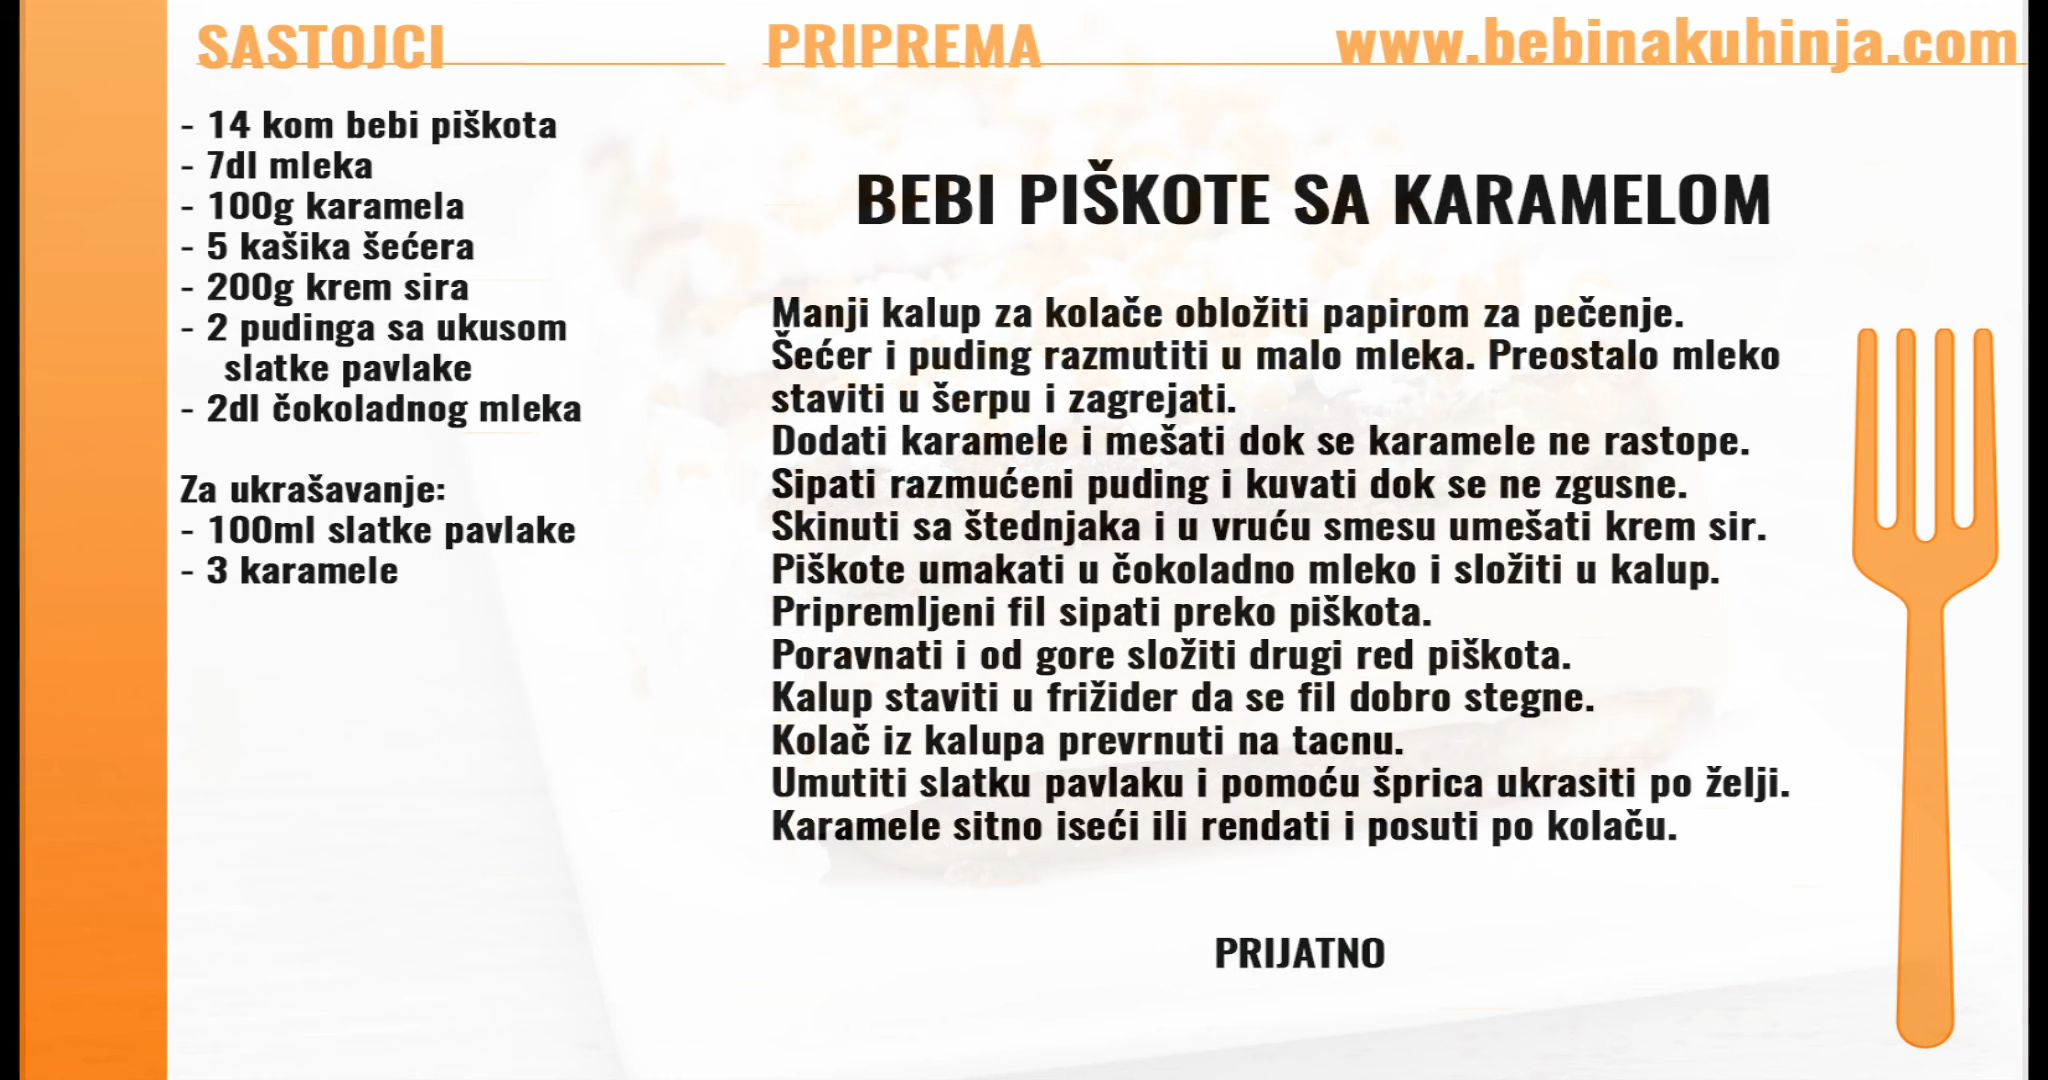 SASTOJCI
- 14 kom bebi piškota
- 7dl mleka
- 100g karamela
- 5 kašika šećera
- 200g krem sira
- 2 pudinga sa ukusom
slatke pavlake
- 2dl čokoladnog mleka
Za ukrašavanje:
- 100ml slatke pavlake
- 3 karamele
PRIPREMA
www.bebinakuhinja.com
BEBI PIŠKOTE SA KARAMELOM
Manji kalup za kolače obložiti papirom za pečenje.
Šećer i puding razmutiti u malo mleka. Preostalo mleko
staviti u šerpu i zagrejati.
Dodati karamele i mešati dok se karamele ne rastope.
Sipati razmućeni puding i kuvati dok se ne zgusne.
Skinuti sa štednjaka i u vruću smesu umešati krem sir.
Piškote umakati u čokoladno mleko i složiti u kalup.
Pripremljeni fil sipati preko piškota.
Poravnati i od gore složiti drugi red piškota.
Kalup staviti u frižider da se fil dobro stegne.
Kolač iz kalupa prevrnuti na tacnu.
Umutiti slatku pavlaku i pomoću šprica ukrasiti po želji.
Karamele sitno iseći ili rendati i posuti po kolaču.
PRIJATNO